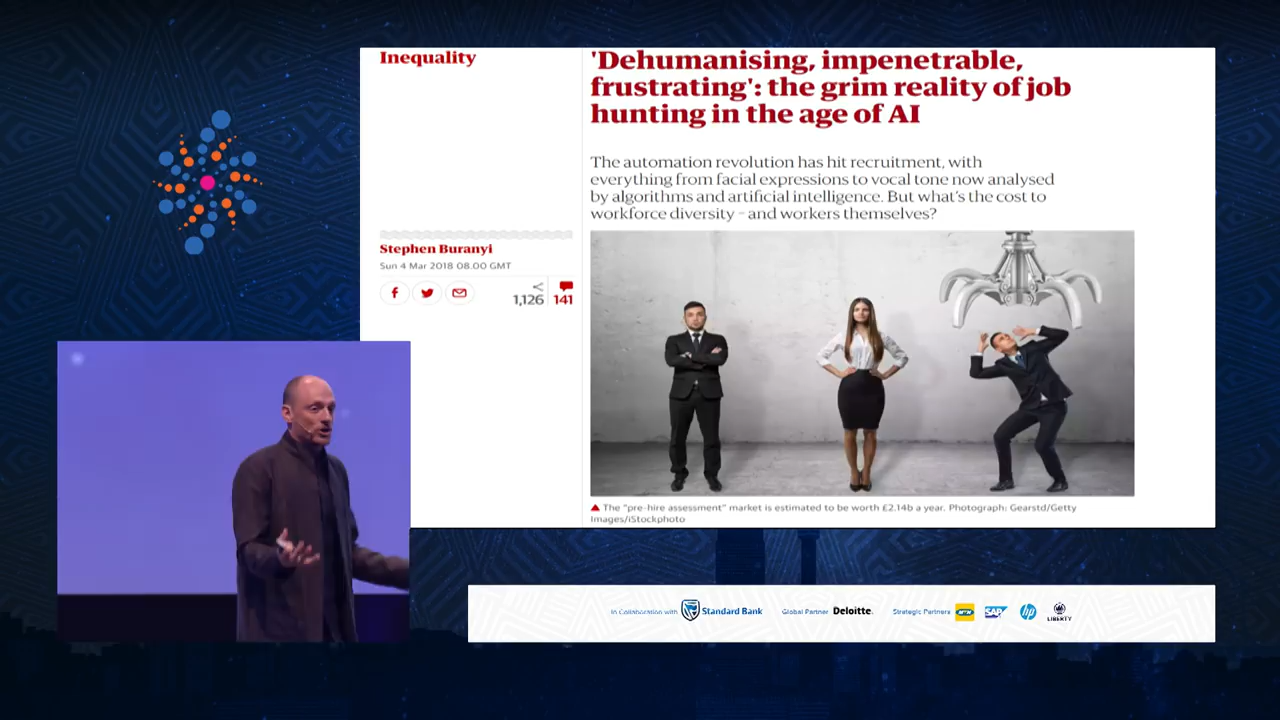 Inequality
'Dehumanising, impenetrable,
frustrating': the grim reality of job
hunting in the age of AI
The automation revolution has hit recruitment, with
everything from facial expressions to vocal tone now analysed
by algorithms and artificial intelligence. But what's the cost to
workforce diversity – and workers themselves?
Stephen Buranyi
Sun 4 Mar 2018 08.00 GMT
1,126
141
The "pre-hire assessment" market is estimated to be worth £2.14b a year. Photograph: Gearstd/Getty
Images/iStockphoto
In Collaboration with Standard Bank Global Partner Deloitte. Strategic Partners MTN SAP hp LIBERTY